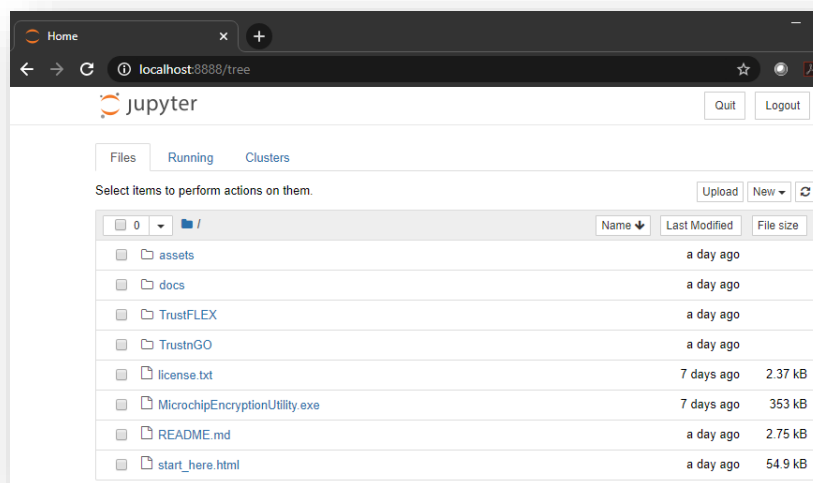 Home
localhost:8888/tree
jupyter
Quit Logout
Files Running Clusters
Select items to perform actions on them.
Upload New
0 / Name Last Modified File size
assets a day ago
docs a day ago
TrustFLEX a day ago
TrustnGO a day ago
license.txt 7 days ago 2.37 kB
MicrochipEncryptionUtility.exe 7 days ago 353 kB
README.md a day ago 2.75 kB
start_here.html a day ago 54.9 kB